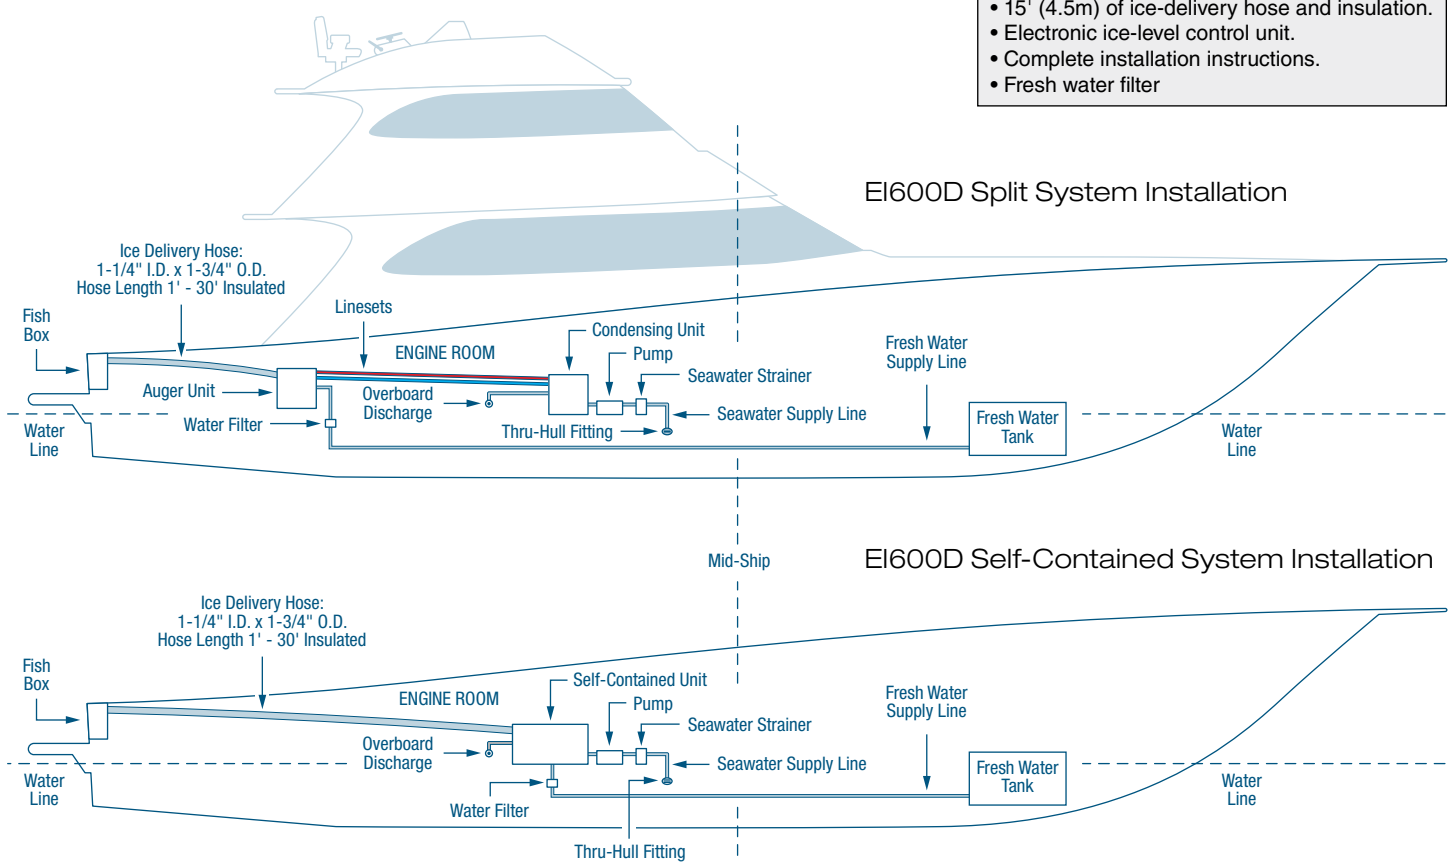 • 15' (4.5m) of ice-delivery hose and insulation.
• Electronic ice-level control unit.
• Complete installation instructions.
• Fresh water filter
EI600D Split System Installation
Ice Delivery Hose:
1-1/4" I.D. x 1-3/4" O.D.
Hose Length 1' - 30' Insulated
Fish
Box
Linesets
ENGINE ROOM
Condensing Unit
Pump
Seawater Strainer
Fresh Water
Supply Line
Auger Unit
Overboard
Discharge
Seawater Supply Line
Fresh Water
Tank
Water Filter
Thru-Hull Fitting
Water
Line
Water
Line
Mid-Ship
EI600D Self-Contained System Installation
Ice Delivery Hose:
1-1/4" I.D. x 1-3/4" O.D.
Hose Length 1' - 30' Insulated
Fish
Box
ENGINE ROOM
Self-Contained Unit
Pump
Seawater Strainer
Fresh Water
Supply Line
Overboard
Discharge
Seawater Supply Line
Fresh Water
Tank
Water
Line
Water
Line
Water Filter
Thru-Hull Fitting